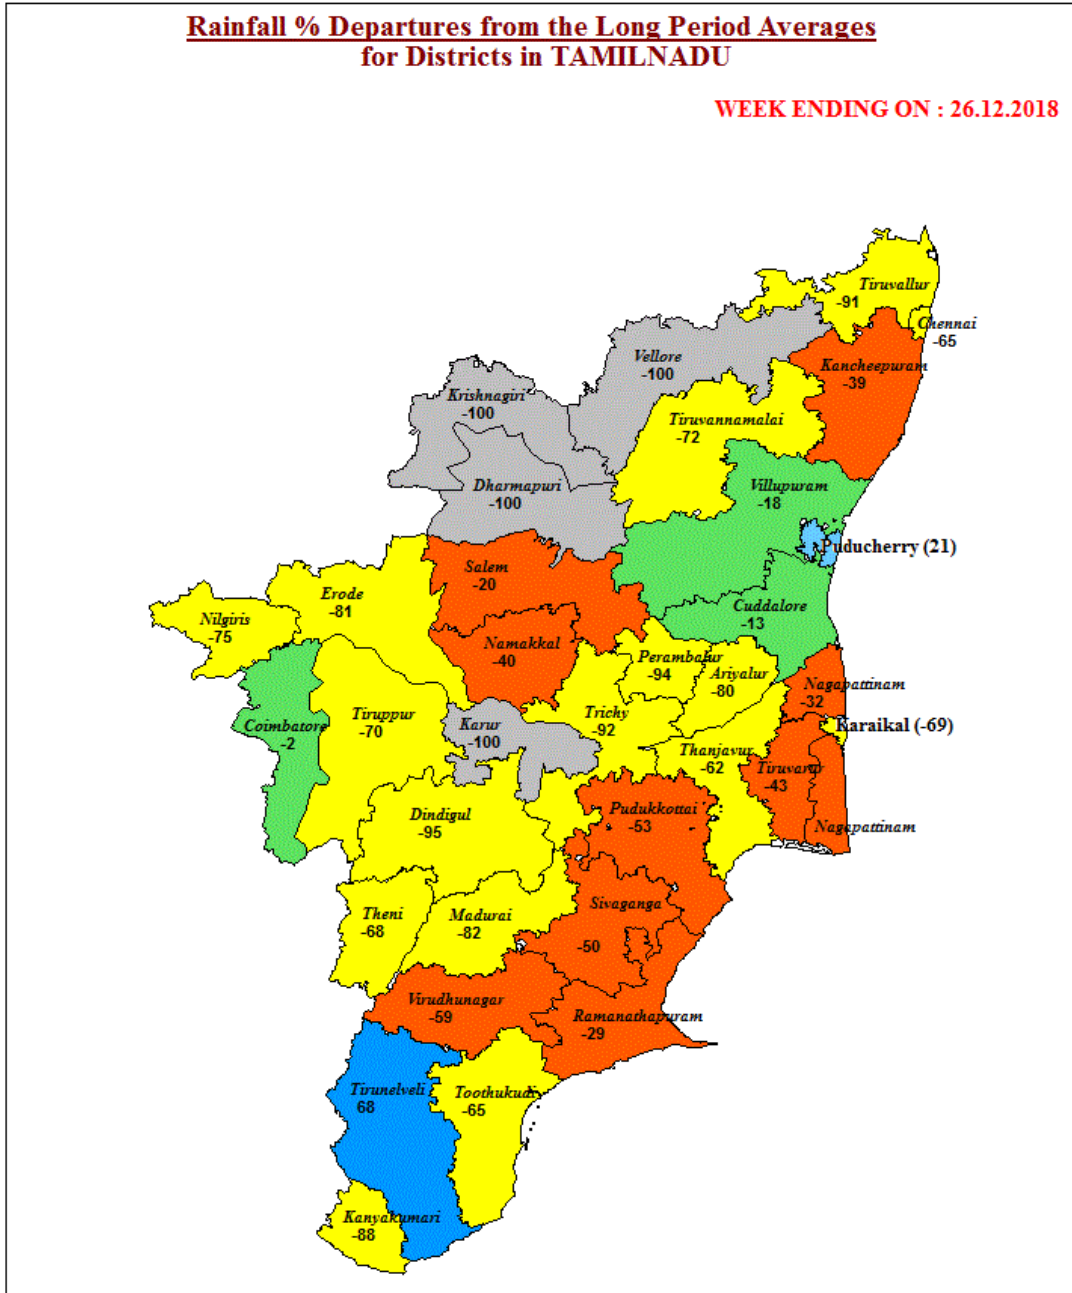 Rainfall % Departures from the Long Period Averages
for Districts in TAMILNADU
WEEK ENDING ON : 26.12.2018
Tiruvallur
-91
Chennai
-65
Kancheepuram
-39
Vellore
-100
Krishnagiri
-100
Tiruvannamalai
-72
Dharmapuri
-100
Villupuram
-18
Puducherry (21)
Salem
-20
Erode
-81
Nilgiris
-75
Cuddalore
-13
Namakkal
-40
Perambalur
-94
Ariyalur
-80
Nagapattinam
-32
Karaikal (-69)
Coimbatore
-2
Tiruppur
-70
Karur
-100
Trichy
-92
Thanjavur
-62
Tiruvarur
-43
Nagapattinam
Dindigul
-95
Pudukkottai
-53
Theni
-68
Madurai
-82
Sivaganga
-50
Virudhunagar
-59
Ramanathapuram
-29
Tirunelveli
68
Toothukudi
-65
Kanyakumari
-88